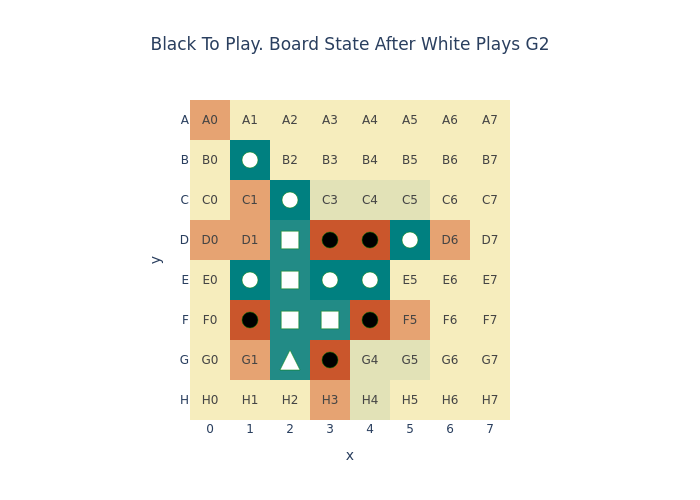 Black To Play. Board State After White Plays G2
A A0 A1 A2 A3 A4 A5 A6 A7
B B0 B2 B3 B4 B5 B6 B7
C C0 C1 C3 C4 C5 C6 C7
D D0 D1 D6 D7
y
E E0 E5 E6 E7
F F0 F5 F6 F7
G G0 G1 G4 G5 G6 G7
H H0 H1 H2 H3 H4 H5 H6 H7
0 1 2 3 4 5 6 7
x